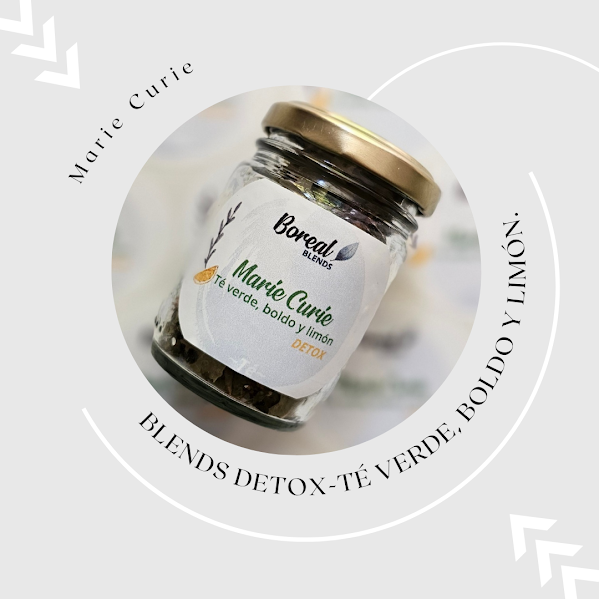 Marie Curie
Boreal
BLENDS
Marie Curie
Té verde, boldo y limón
DETOX
BLENDS DETOX-TÉ VERDE, BOLDO Y LIMÓN.